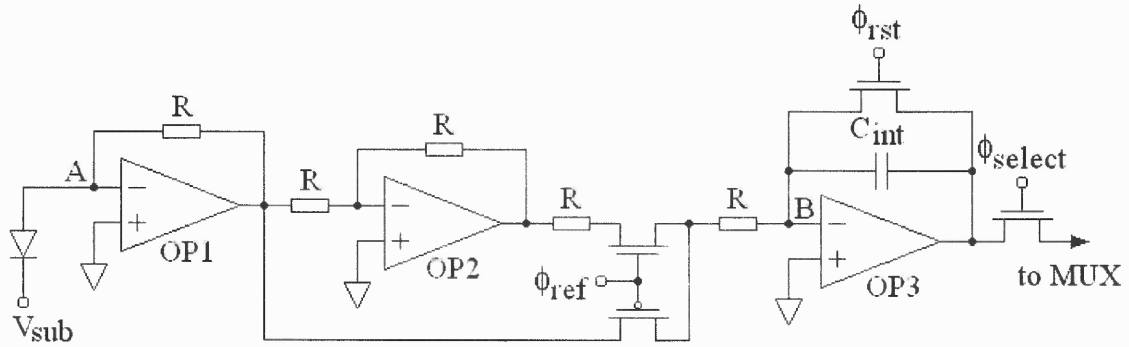 ϕrst
R
R
Cint
A
ϕselect
R
R
R
B
−
+
−
+
−
+
OP1
OP2
ϕref
OP3
to MUX
Vsub